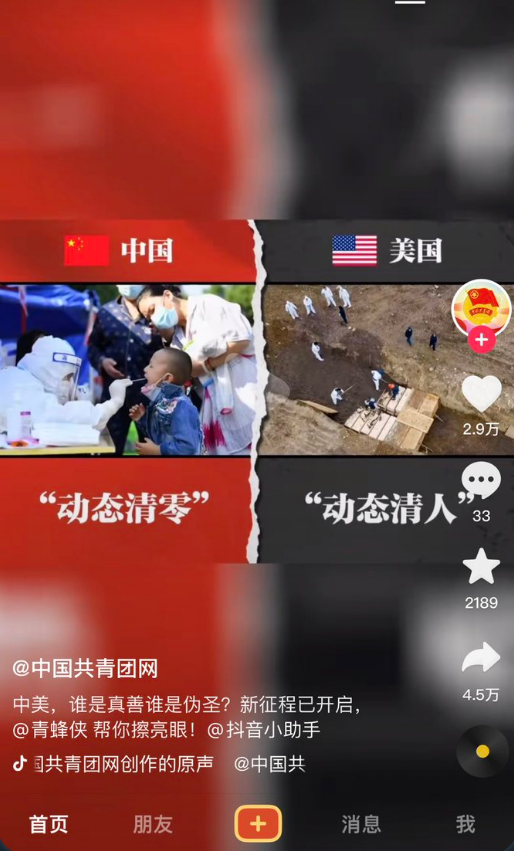 中国
美国
“动态清零”
“动态清人”
2.9万
33
2189
4.5万
@中国共青团网
中美，谁是真善谁是伪圣？新征程已开启，
@青蜂侠 帮你擦亮眼！@抖音小助手
国共青团网创作的原声 @中国共
首页
朋友
消息
我